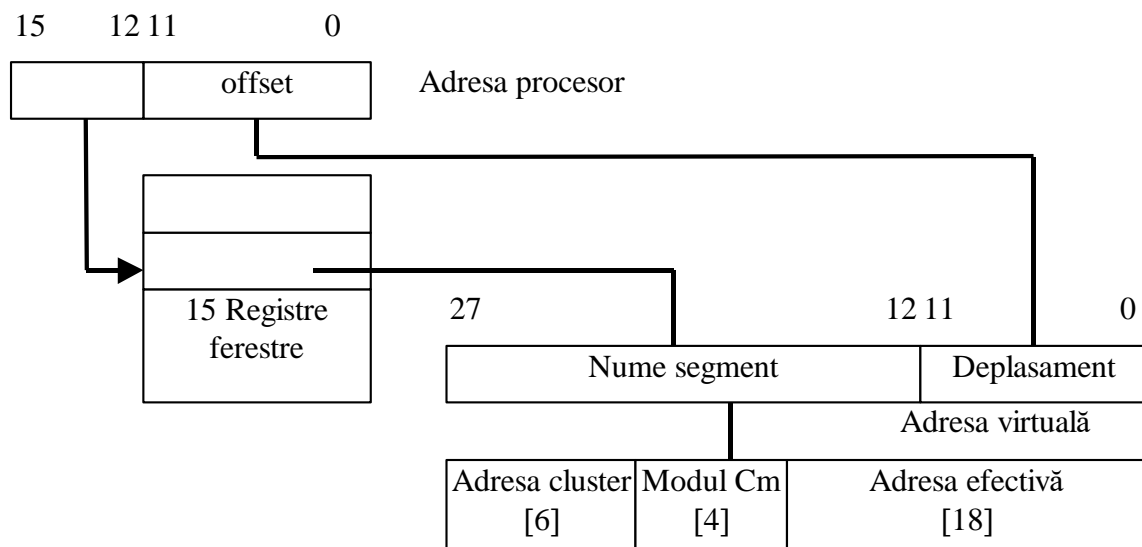 15 12 11 0
offset
Adresa procesor
15 Registre
ferestre
27 12 11 0
Nume segment
Deplasament
Adresa virtuală
Adresa cluster
[6]
Modul Cm
[4]
Adresa efectivă
[18]